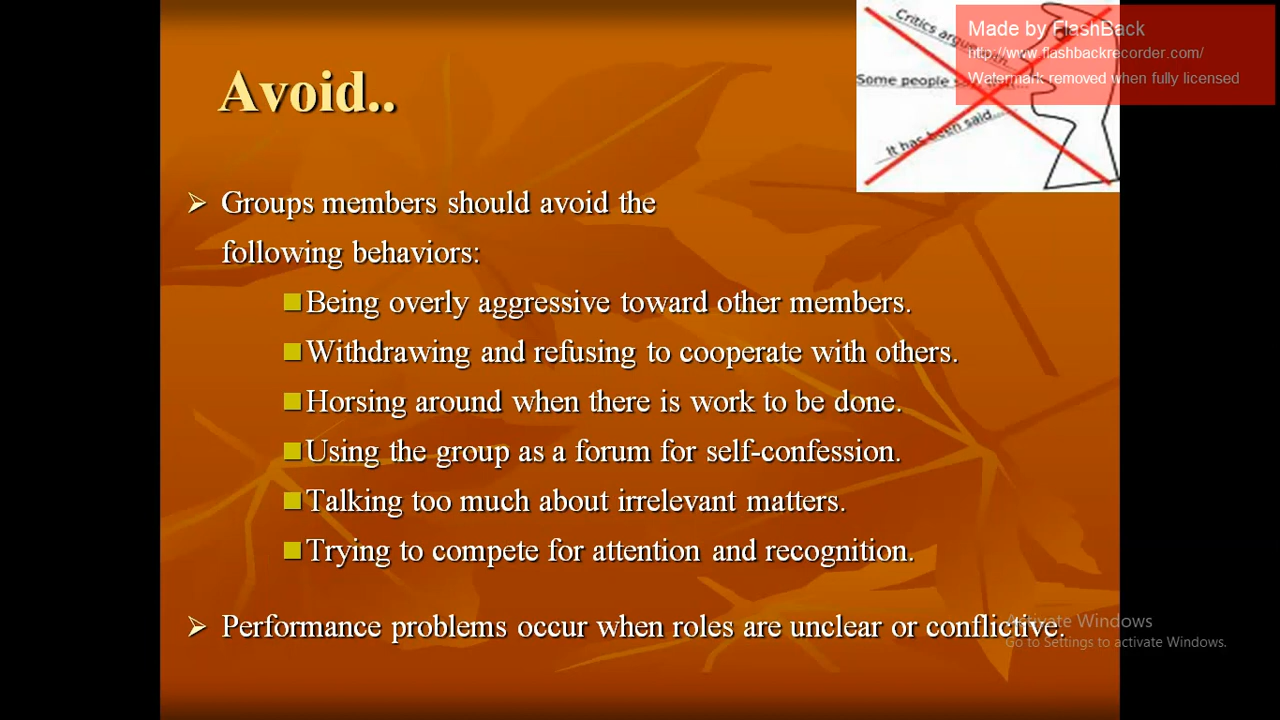 Avoid..
Critics argue
Some people
It has been said....
Made by FlashBack
http://www.flashbackrecorder.com/
Watermark removed when fully licensed
➢ Groups members should avoid the
following behaviors:
■ Being overly aggressive toward other members.
■ Withdrawing and refusing to cooperate with others.
■ Horsing around when there is work to be done.
■ Using the group as a forum for self-confession.
■ Talking too much about irrelevant matters.
■ Trying to compete for attention and recognition.
➢ Performance problems occur when roles are unclear or conflictive.
Activate Windows
Go to Settings to activate Windows.